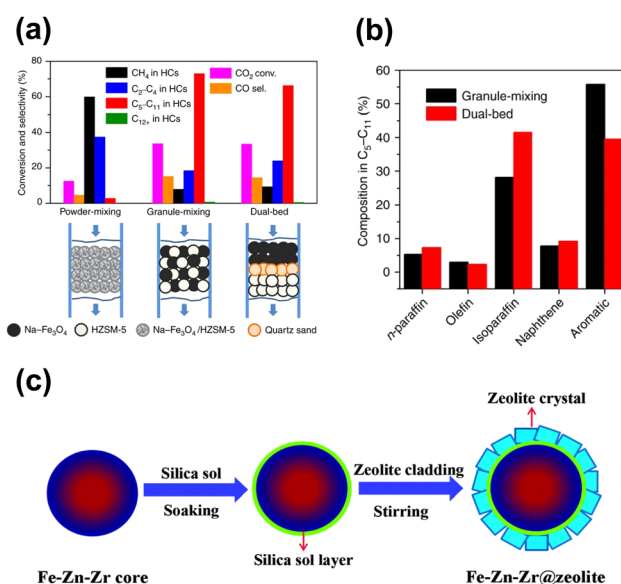 (a)
Conversion and selectivity (%)
80
60
40
20
0
CH4 in HCs
C2–C4 in HCs
C5–C11 in HCs
C12+ in HCs
CO2 conv.
CO sel.
Powder-mixing
Granule-mixing
Dual-bed
Na–Fe3O4
HZSM-5
Na–Fe3O4/HZSM-5
Quartz sand
(b)
Composition in C5–C11 (%)
60
50
40
30
20
10
0
Granule-mixing
Dual-bed
n-paraffin
Olefin
Isoparaffin
Naphthene
Aromatic
(c)
Fe-Zn-Zr core
Silica sol
Soaking
Silica sol layer
Zeolite cladding
Stirring
Zeolite crystal
Fe-Zn-Zr@zeolite